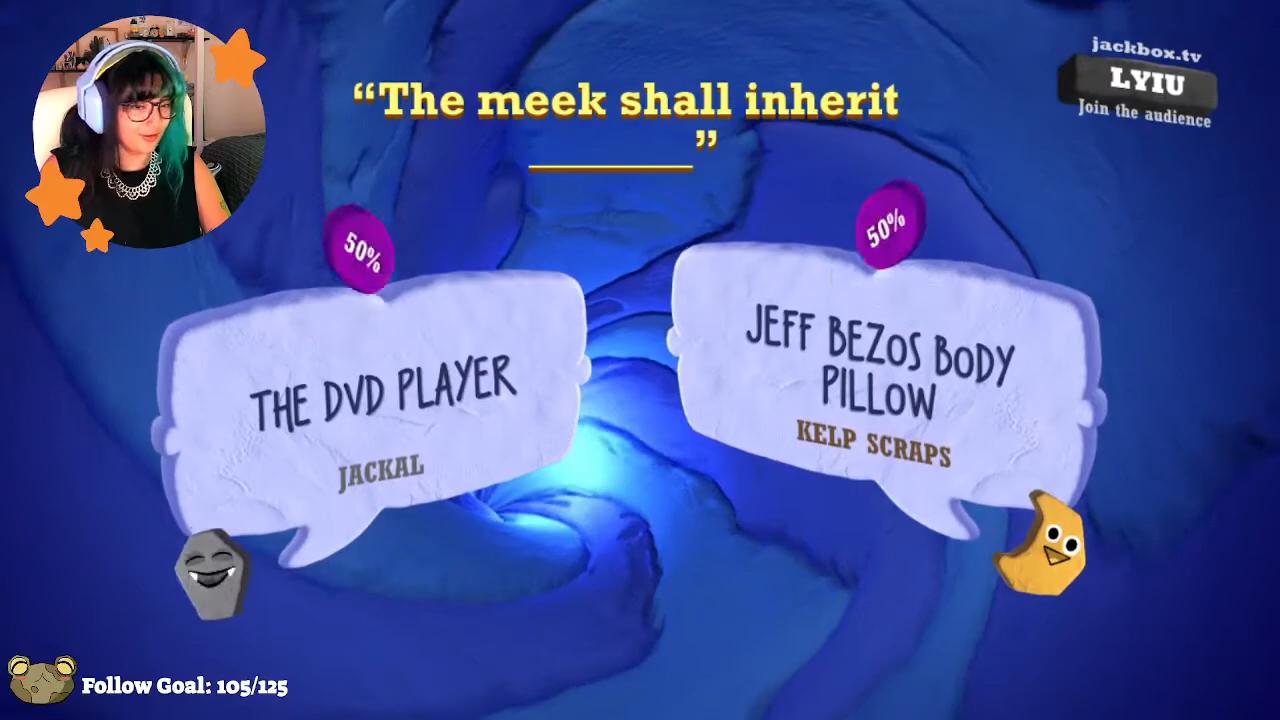 jackbox.tv
LYIU
Join the audience
“The meek shall inherit
________”
50%
50%
THE DVD PLAYER
JACKAL
JEFF BEZOS BODY
PILLOW
KELP SCRAPS
Follow Goal: 105/125